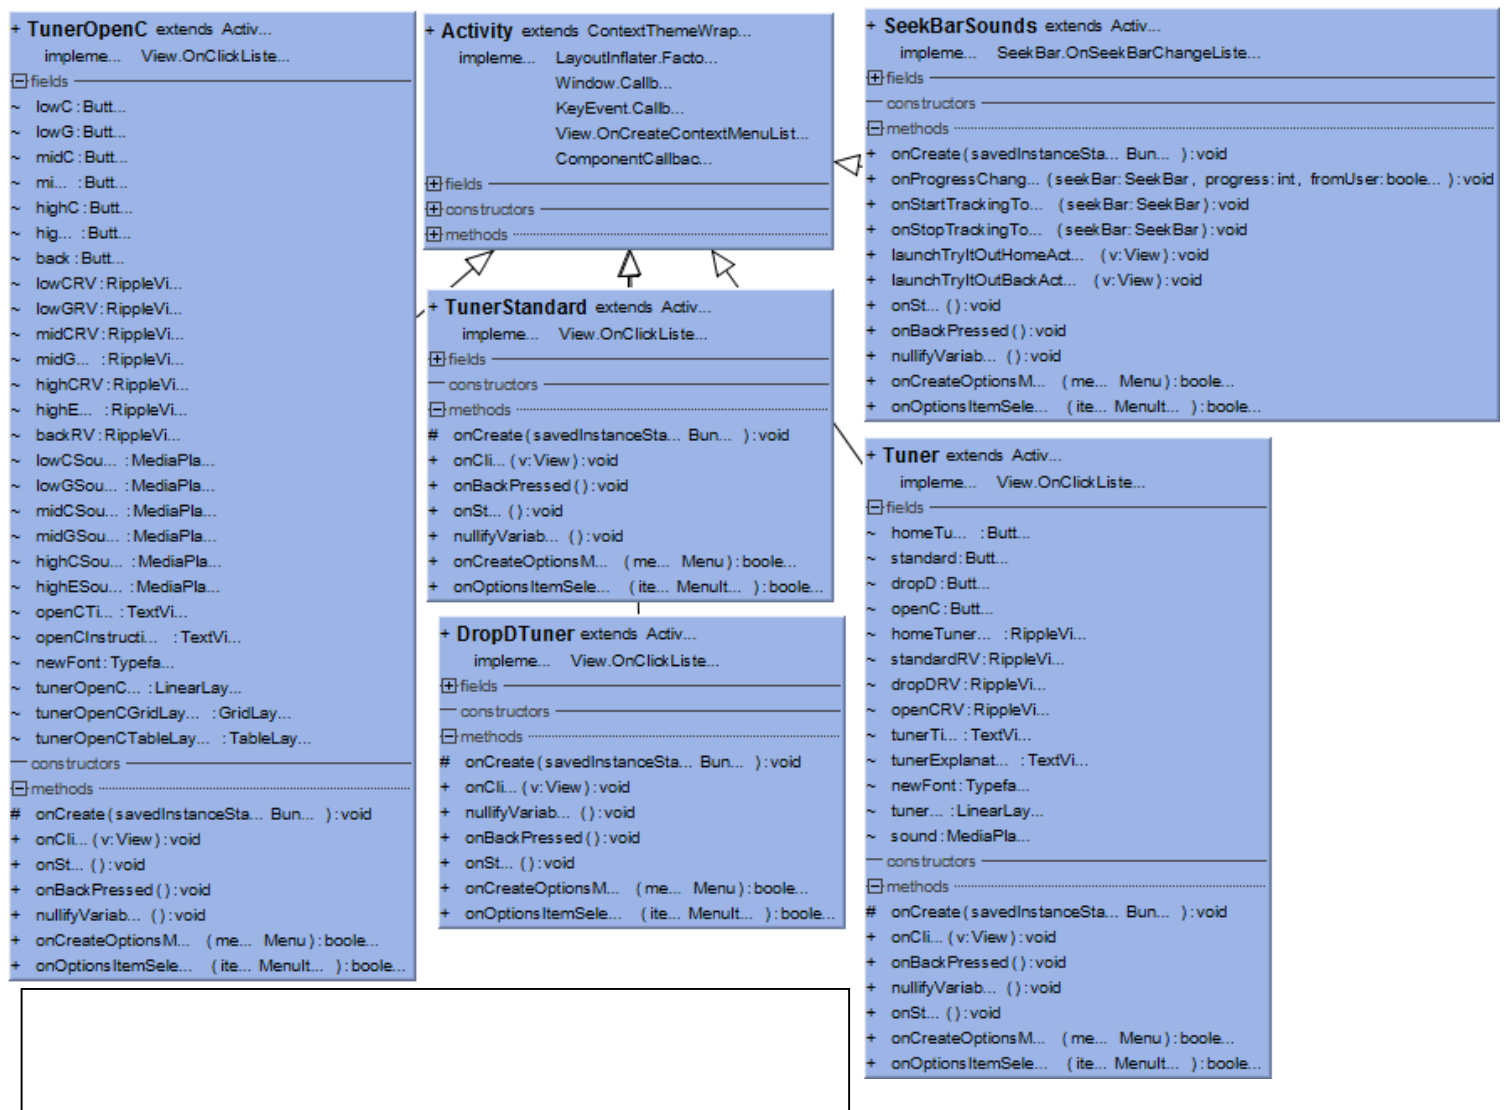 + TunerOpenC extends Activ...
impleme... View.OnClickListe...
fields
~ lowC : Butt...
~ lowG : Butt...
~ midC : Butt...
~ mi... : Butt...
~ highC : Butt...
~ hig... : Butt...
~ back : Butt...
~ lowCRV : RippleVi...
~ lowGRV : RippleVi...
~ midCRV : RippleVi...
~ midG... : RippleVi...
~ highCRV : RippleVi...
~ highE... : RippleVi...
~ backRV : RippleVi...
~ lowCSou... : MediaPla...
~ lowGSou... : MediaPla...
~ midCSou... : MediaPla...
~ midGSou... : MediaPla...
~ highCSou... : MediaPla...
~ highESou... : MediaPla...
~ openCTi... : TextVi...
~ openCInstructi... : TextVi...
~ newFont : Typefa...
~ tunerOpenC... : LinearLay...
~ tunerOpenCGridLay... : GridLay...
~ tunerOpenCTableLay... : TableLay...
constructors
methods
# onCreate ( savedInstanceSta... Bun... ) : void
+ onCli... ( v: View ) : void
+ onSt... ( ) : void
+ onBackPressed ( ) : void
+ nullifyVariab... ( ) : void
+ onCreateOptionsM... ( me... Menu ) : boole...
+ onOptionsItemSele... ( ite... MenuIt... ) : boole...
+ Activity extends ContextThemeWrap...
impleme... LayoutInflater.Facto...
Window.Callb...
KeyEvent.Callb...
View.OnCreateContextMenuList...
ComponentCallbac...
fields
constructors
methods
+ TunerStandard extends Activ...
impleme... View.OnClickListe...
fields
constructors
methods
# onCreate ( savedInstanceSta... Bun... ) : void
+ onCli... ( v: View ) : void
+ onBackPressed ( ) : void
+ onSt... ( ) : void
+ nullifyVariab... ( ) : void
+ onCreateOptionsM... ( me... Menu ) : boole...
+ onOptionsItemSele... ( ite... MenuIt... ) : boole...
+ DropDTuner extends Activ...
impleme... View.OnClickListe...
fields
constructors
methods
# onCreate ( savedInstanceSta... Bun... ) : void
+ onCli... ( v: View ) : void
+ nullifyVariab... ( ) : void
+ onBackPressed ( ) : void
+ onSt... ( ) : void
+ onCreateOptionsM... ( me... Menu ) : boole...
+ onOptionsItemSele... ( ite... MenuIt... ) : boole...
+ SeekBarSounds extends Activ...
impleme... SeekBar.OnSeekBarChangeListe...
fields
constructors
methods
+ onCreate ( savedInstanceSta... Bun... ) : void
+ onProgressChang... ( seekBar: SeekBar , progress: int , fromUser: boole... ) : void
+ onStartTrackingTo... ( seekBar: SeekBar ) : void
+ onStopTrackingTo... ( seekBar: SeekBar ) : void
+ launchTryItOutHomeAct... ( v: View ) : void
+ launchTryItOutBackAct... ( v: View ) : void
+ onSt... ( ) : void
+ onBackPressed ( ) : void
+ nullifyVariab... ( ) : void
+ onCreateOptionsM... ( me... Menu ) : boole...
+ onOptionsItemSele... ( ite... MenuIt... ) : boole...
+ Tuner extends Activ...
impleme... View.OnClickListe...
fields
~ homeTu... : Butt...
~ standard : Butt...
~ dropD : Butt...
~ openC : Butt...
~ homeTuner... : RippleVi...
~ standardRV : RippleVi...
~ dropDRV : RippleVi...
~ openCRV : RippleVi...
~ tunerTi... : TextVi...
~ tunerExplanat... : TextVi...
~ newFont : Typefa...
~ tuner... : LinearLay...
~ sound : MediaPla...
constructors
methods
# onCreate ( savedInstanceSta... Bun... ) : void
+ onCli... ( v: View ) : void
+ onBackPressed ( ) : void
+ nullifyVariab... ( ) : void
+ onSt... ( ) : void
+ onCreateOptionsM... ( me... Menu ) : boole...
+ onOptionsItemSele... ( ite... MenuIt... ) : boole...